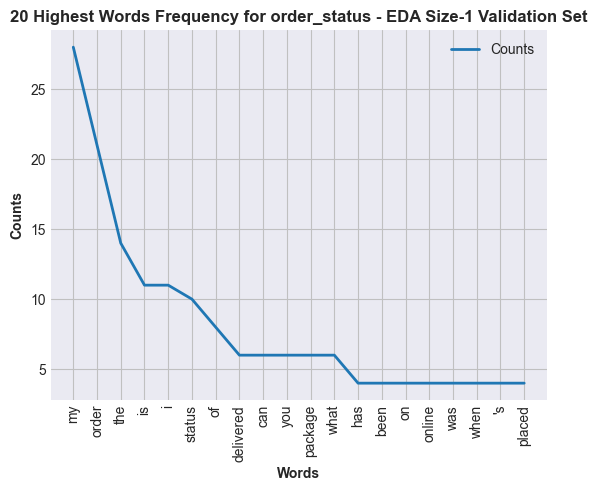 20 Highest Words Frequency for order_status - EDA Size-1 Validation Set
Counts
25
20
15
10
5
Counts
my
order
the
is
i
status
of
delivered
can
you
package
what
has
been
on
online
was
when
's
placed
Words